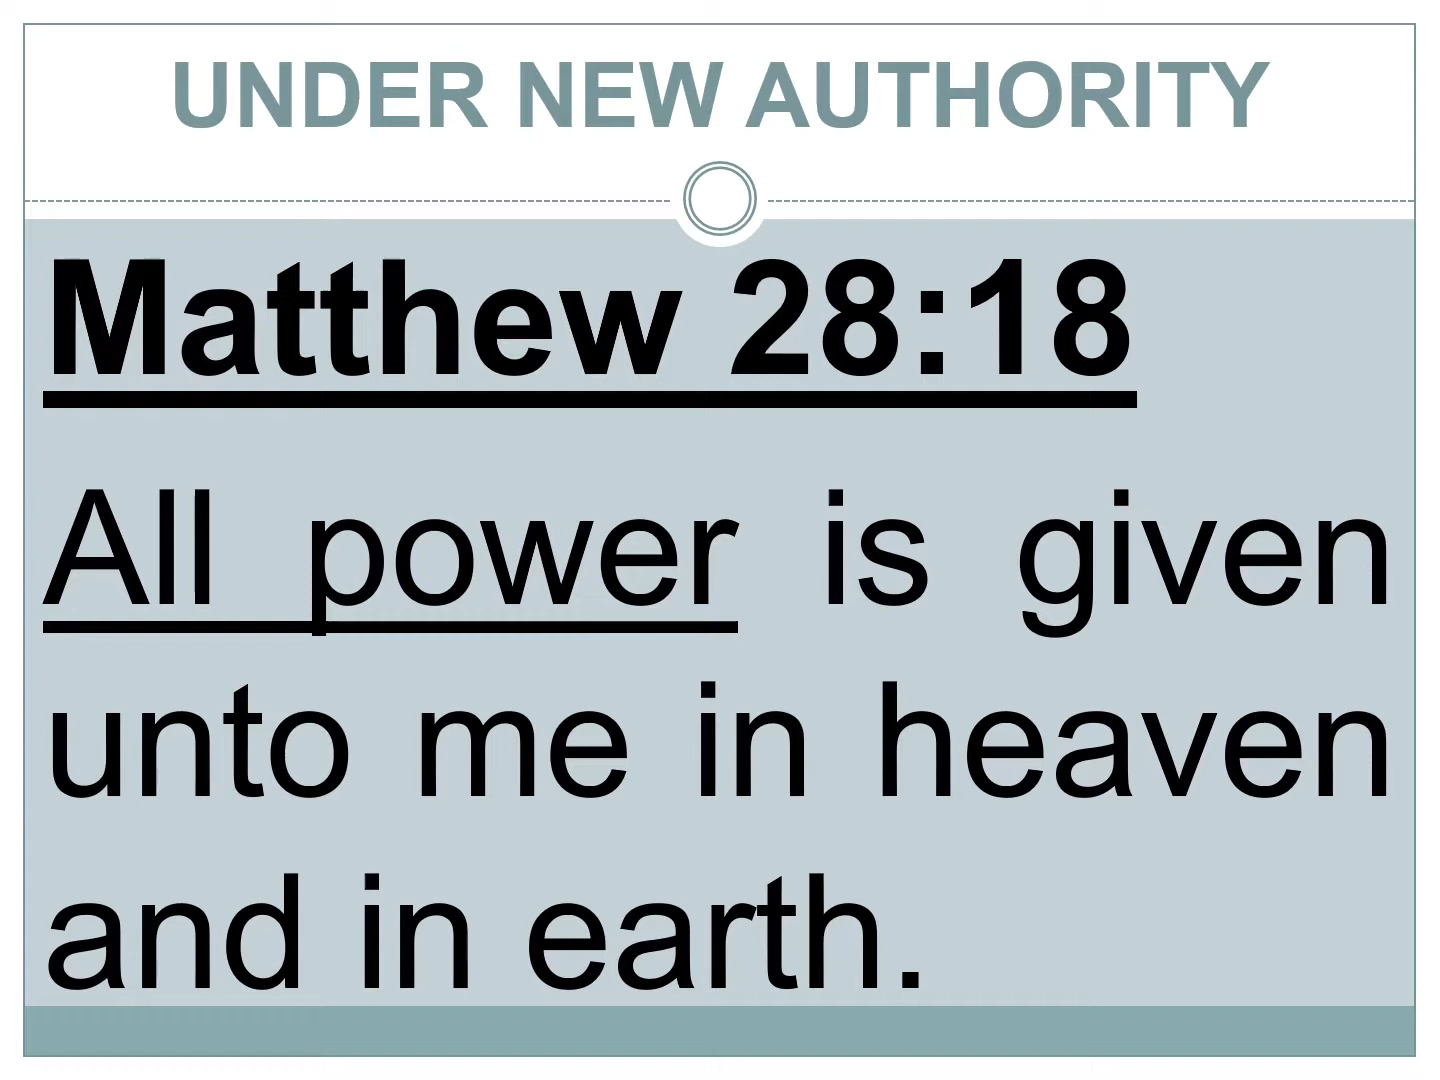 UNDER NEW AUTHORITY
Matthew 28:18
All power is given
unto me in heaven
and in earth.